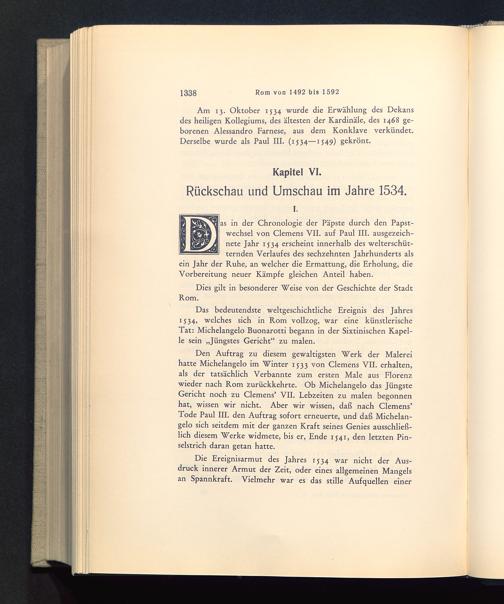 1338 Rom von 1492 bis 1592
Am 13. Oktober 1534 wurde die Erwählung des Dekans
des heiligen Kollegiums, des ältesten der Kardinäle, des 1468 ge-
borenen Alessandro Farnese, aus dem Konklave verkündet.
Derselbe wurde als Paul III. (1534—1549) gekrönt.
Kapitel VI.
Rückschau und Umschau im Jahre 1534.
I.
Das in der Chronologie der Päpste durch den Papst-
wechsel von Clemens VII. auf Paul III. ausgezeich-
nete Jahr 1534 erscheint innerhalb des welterschüt-
ternden Verlaufes des sechzehnten Jahrhunderts als
ein Jahr der Ruhe, an welcher die Ermattung, die Erholung, die
Vorbereitung neuer Kämpfe gleichen Anteil haben.
Dies gilt in besonderer Weise von der Geschichte der Stadt
Rom.
Das bedeutendste weltgeschichtliche Ereignis des Jahres
1534, welches sich in Rom vollzog, war eine künstlerische
Tat: Michelangelo Buonarotti begann in der Sixtinischen Kapel-
le sein „Jüngstes Gericht“ zu malen.
Den Auftrag zu diesem gewaltigsten Werk der Malerei
hatte Michelangelo im Winter 1533 von Clemens VII. erhalten,
als der tatsächlich Verbannte zum ersten Male aus Florenz
wieder nach Rom zurückkehrte. Ob Michelangelo das Jüngste
Gericht noch zu Clemens’ VII. Lebzeiten zu malen begonnen
hat, wissen wir nicht. Aber wir wissen, daß nach Clemens’
Tode Paul III. den Auftrag sofort erneuerte, und daß Michelan-
gelo sich seitdem mit der ganzen Kraft seines Genies ausschließ-
lich diesem Werke widmete, bis er, Ende 1541, den letzten Pin-
selstrich daran getan hatte.
Die Ereignisarmut des Jahres 1534 war nicht der Aus-
druck innerer Armut der Zeit, oder eines allgemeinen Mangels
an Spannkraft. Vielmehr war es das stille Aufquellen einer